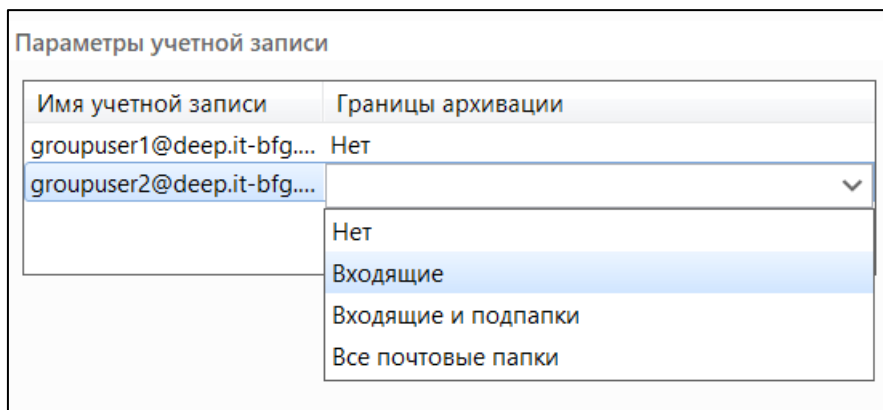 Параметры учетной записи
Имя учетной записи Границы архивации
groupuser1@deep.it-bfg.... Нет
groupuser2@deep.it-bfg....
Нет
Входящие
Входящие и подпапки
Все почтовые папки